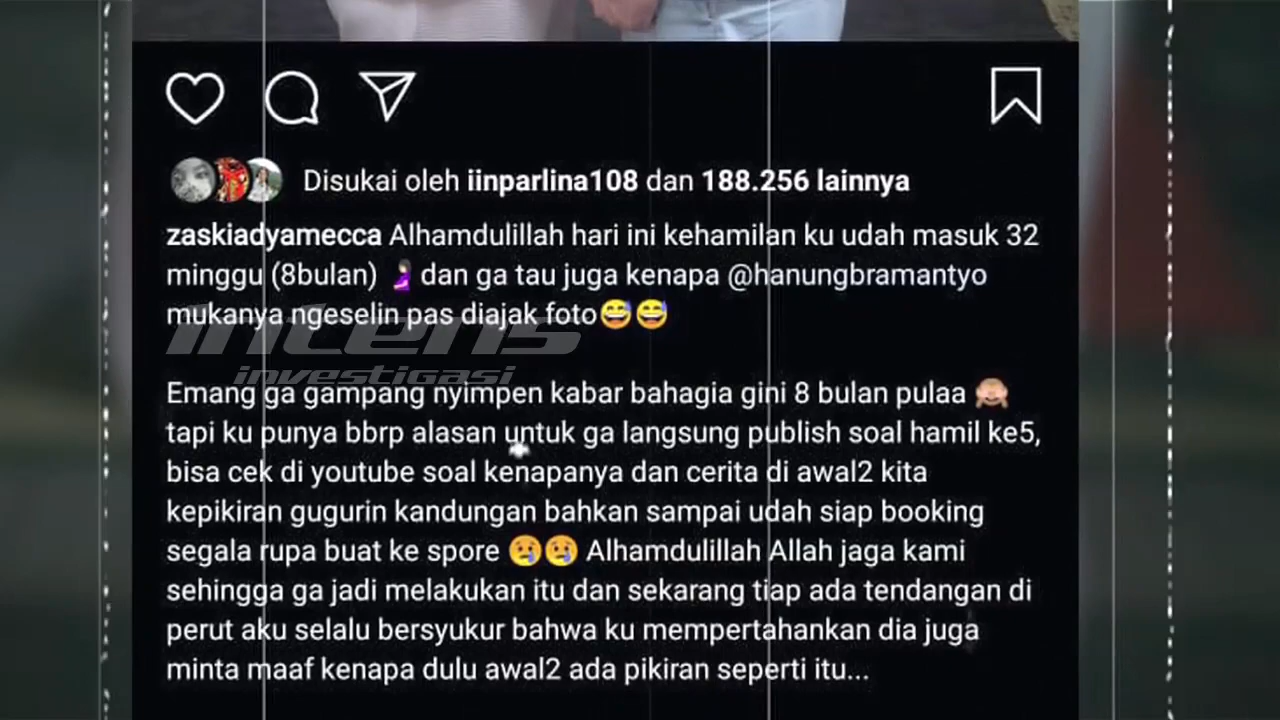 Disukai oleh iinparlina108 dan 188.256 lainnya
zaskiadyamecca Alhamdulillah hari ini kehamilan ku udah masuk 32
minggu (8bulan) 🤰 dan ga tau juga kenapa @hanungbramantyo
mukanya ngeselin pas diajak foto😅😅
Intens
investigasi
Emang ga gampang nyimpen kabar bahagia gini 8 bulan pulaa 🙈
tapi ku punya bbrp alasan untuk ga langsung publish soal hamil ke5,
bisa cek di youtube soal kenapanya dan cerita di awal2 kita
kepikiran gugurin kandungan bahkan sampai udah siap booking
segala rupa buat ke spore 😢😢 Alhamdulillah Allah jaga kami
sehingga ga jadi melakukan itu dan sekarang tiap ada tendangan di
perut aku selalu bersyukur bahwa ku mempertahankan dia juga
minta maaf kenapa dulu awal2 ada pikiran seperti itu...